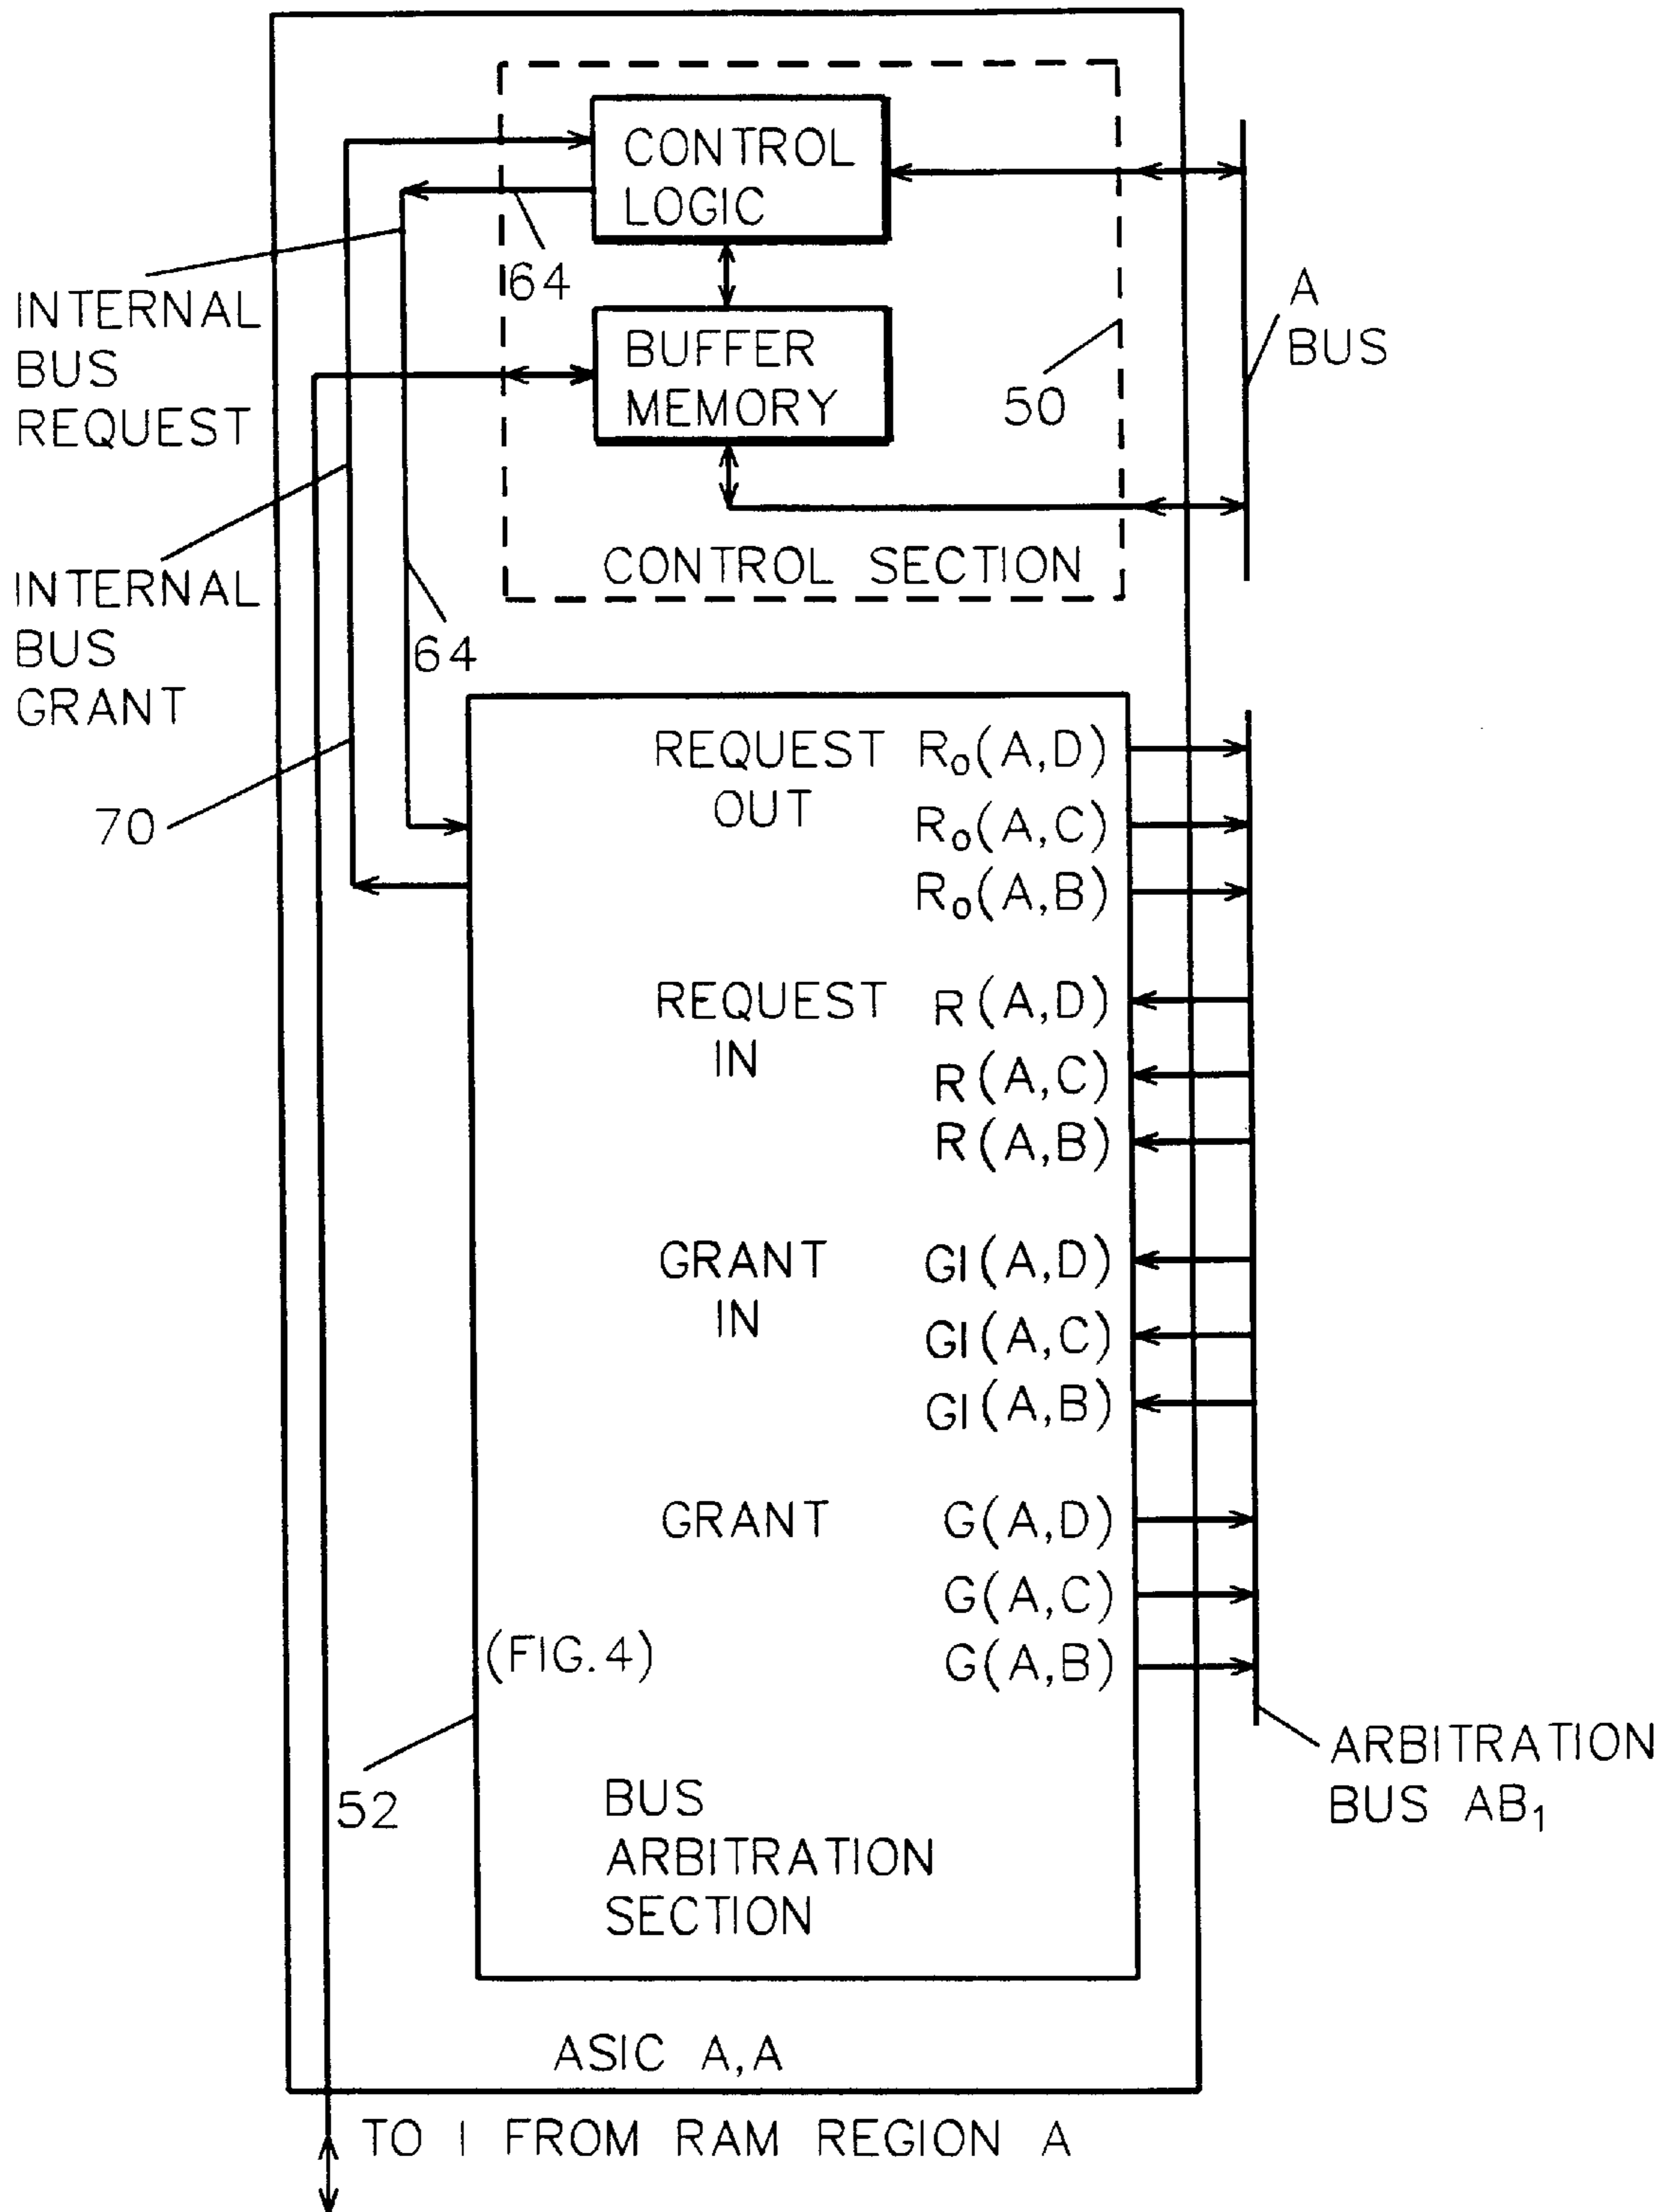 CONTROL
LOGIC
64
INTERNAL
BUS
REQUEST
A
BUS
BUFFER
MEMORY
50
CONTROL SECTION
INTERNAL
BUS
GRANT
64
70
REQUEST R₀(A,D)
OUT R₀(A,C)
R₀(A,B)
REQUEST R(A,D)
IN R(A,C)
R(A,B)
GRANT GI(A,D)
IN GI(A,C)
GI(A,B)
GRANT G(A,D)
G(A,C)
(FIG.4) G(A,B)
ARBITRATION
BUS AB₁
52
BUS
ARBITRATION
SECTION
ASIC A,A
TO I FROM RAM REGION A